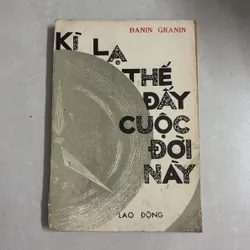 ĐANIN GRANIN
KÌ LẠ
THẾ
ĐẤY
CUỘC
ĐỜI
NÀY
LAO ĐỘNG